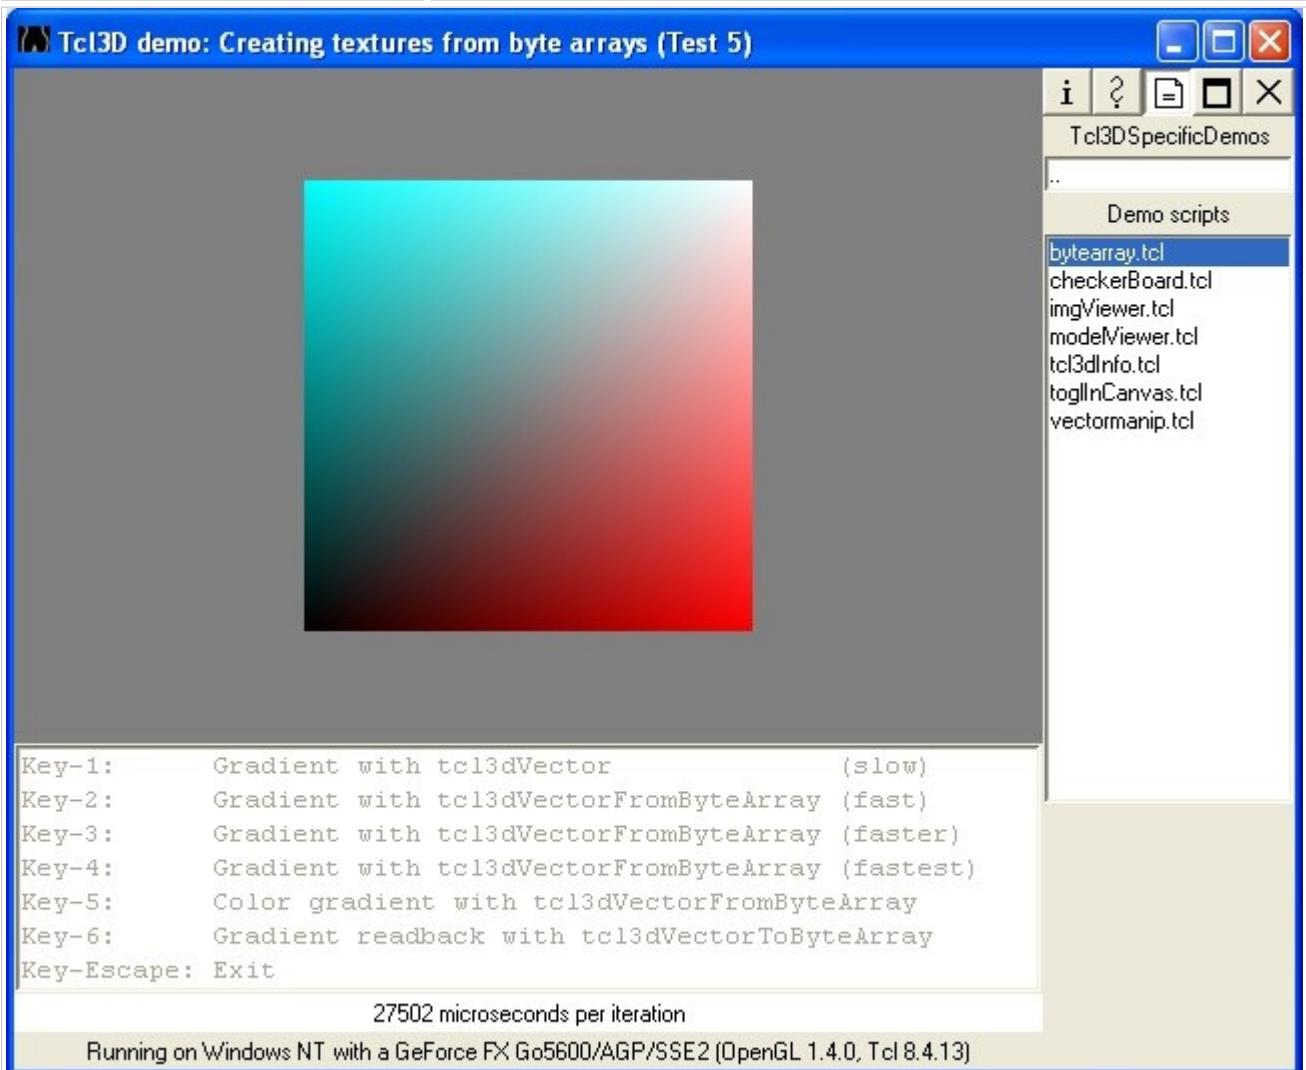 Tcl3D demo: Creating textures from byte arrays (Test 5)
i ?
Tcl3DSpecificDemos
..
Demo scripts
bytearray.tcl
checkerBoard.tcl
imgViewer.tcl
modelViewer.tcl
tcl3dInfo.tcl
toglInCanvas.tcl
vectormanip.tcl
Key-1: Gradient with tcl3dVector (slow)
Key-2: Gradient with tcl3dVectorFromByteArray (fast)
Key-3: Gradient with tcl3dVectorFromByteArray (faster)
Key-4: Gradient with tcl3dVectorFromByteArray (fastest)
Key-5: Color gradient with tcl3dVectorFromByteArray
Key-6: Gradient readback with tcl3dVectorToByteArray
Key-Escape: Exit
27502 microseconds per iteration
Running on Windows NT with a GeForce FX Go5600/AGP/SSE2 (OpenGL 1.4.0, Tcl 8.4.13)